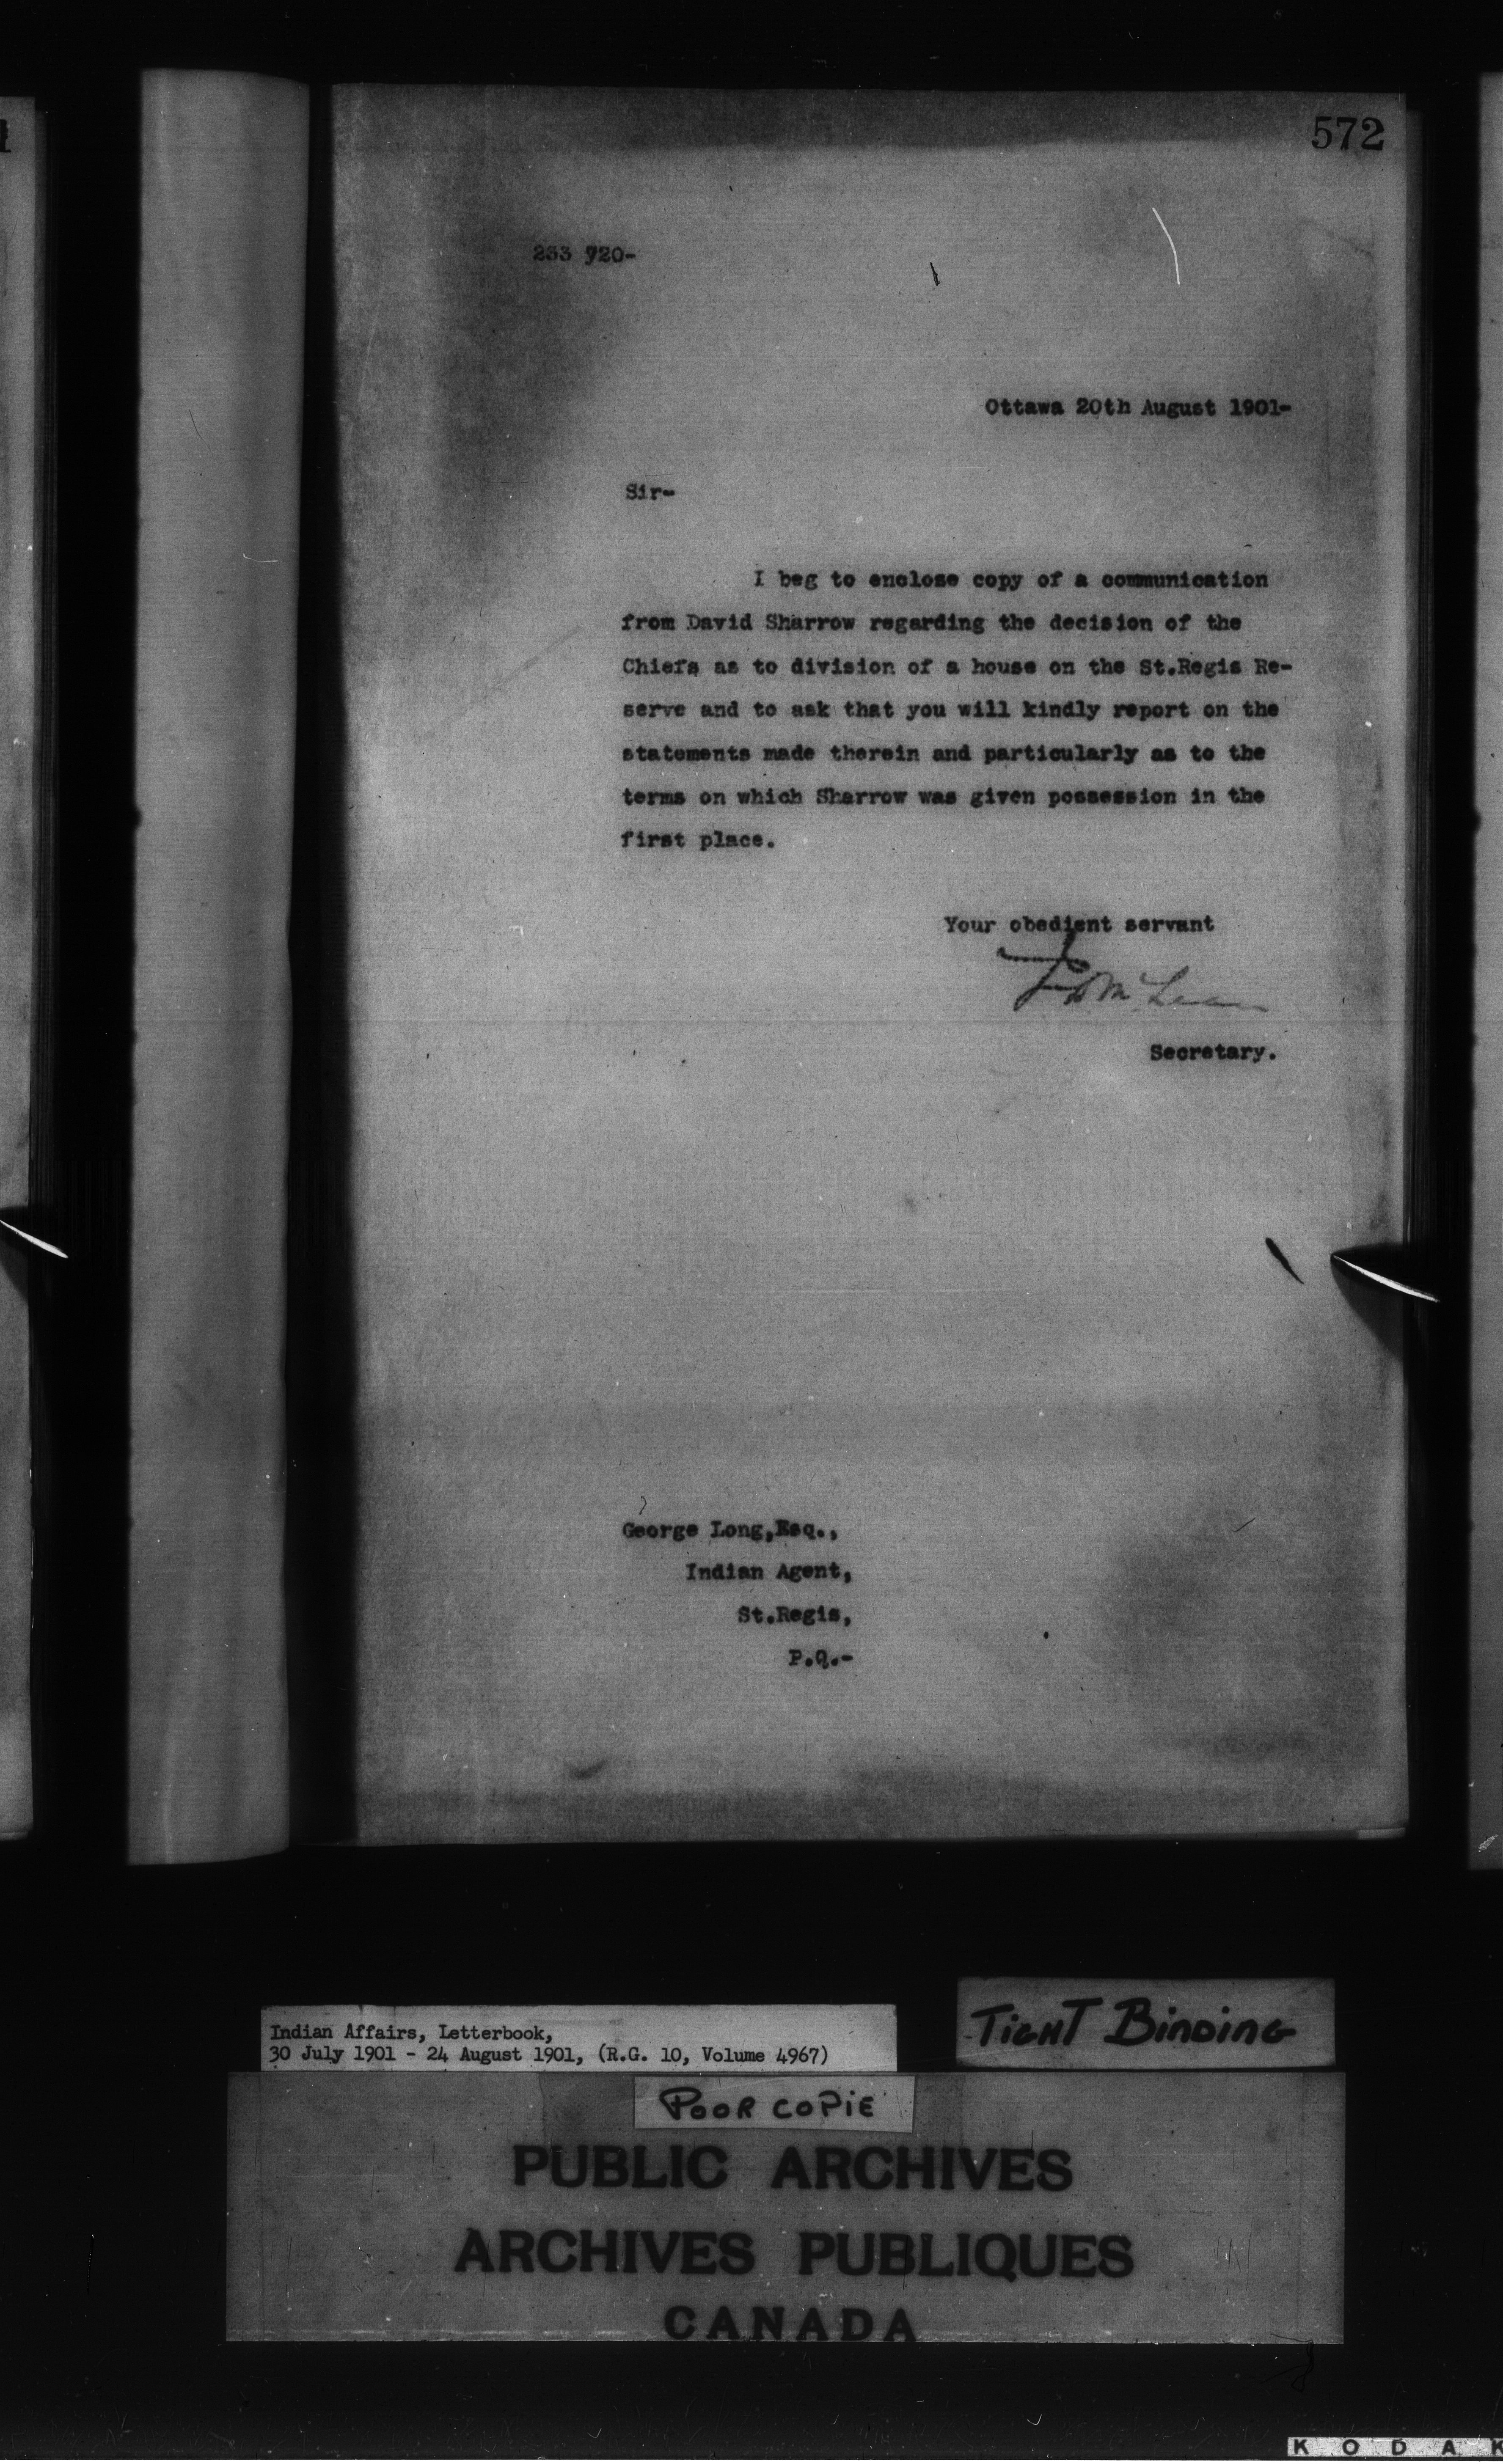 572
233 720-
Ottawa 20th August 1901-
Sir-
I beg to enclose copy of a communication
from David Sharrow regarding the decision of the
Chiefs as to division of a house on the St.Regis Re-
serve and to ask that you will kindly report on the
statements made therein and particularly as to the
terms on which Sharrow was given possession in the
first place.
Your obedient servant
McLean
Secretary.
George Long,Esq.,
Indian Agent,
St.Regis,
P.Q.-
Indian Affairs, Letterbook,
30 July 1901 - 24 August 1901, (R.G. 10, Volume 4967)
TIGHT BINDING
POOR COPIE
PUBLIC ARCHIVES
ARCHIVES PUBLIQUES
CANADA
KODAK